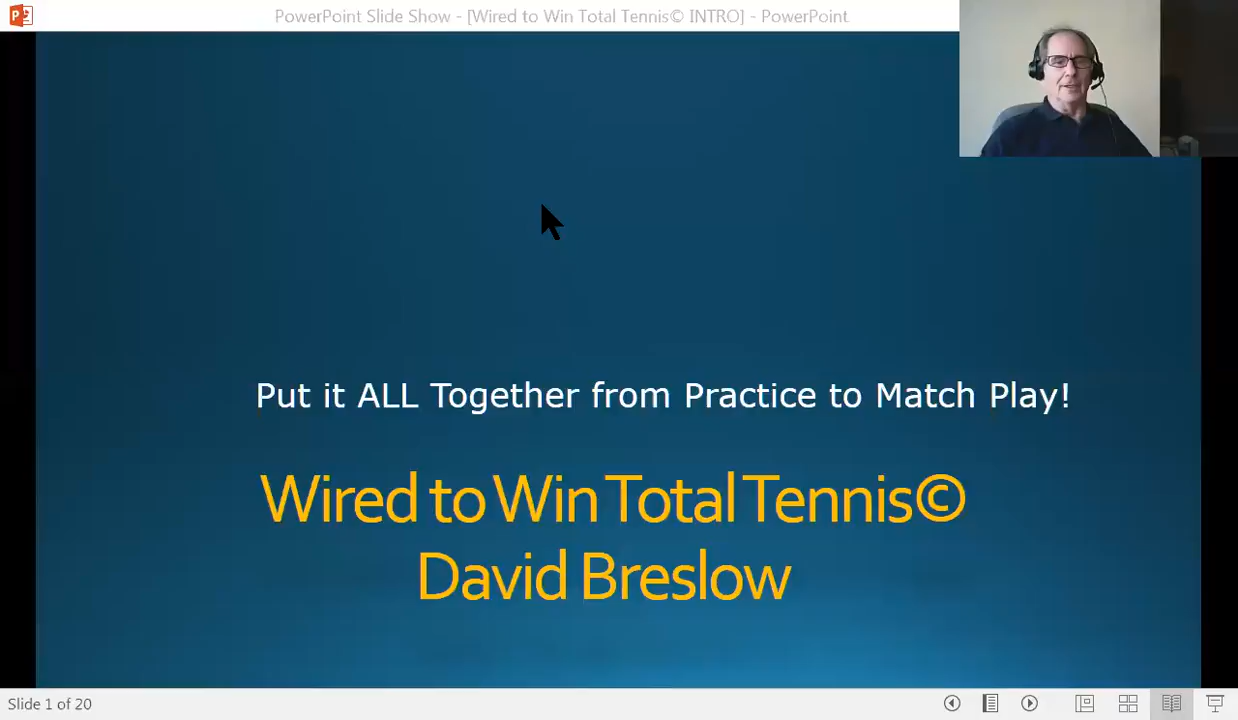 PowerPoint Slide Show - [Wired to Win Total Tennis© INTRO] - PowerPoint
Put it ALL Together from Practice to Match Play!
Wired to Win Total Tennis©
David Breslow
Slide 1 of 20